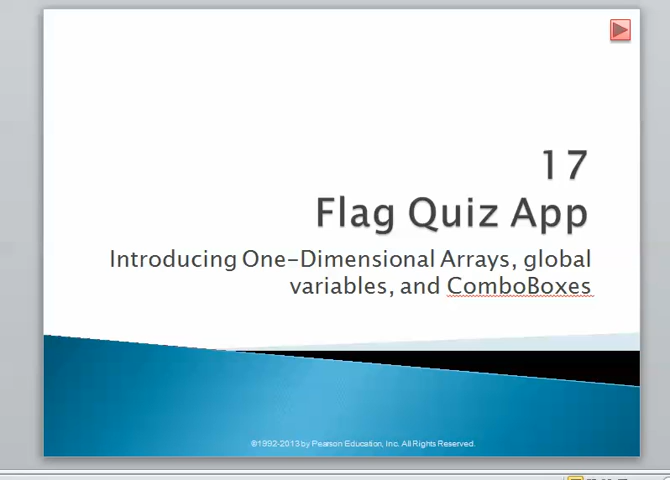 17
Flag Quiz App
Introducing One-Dimensional Arrays, global
variables, and ComboBoxes
©1992-2013 by Pearson Education, Inc. All Rights Reserved.